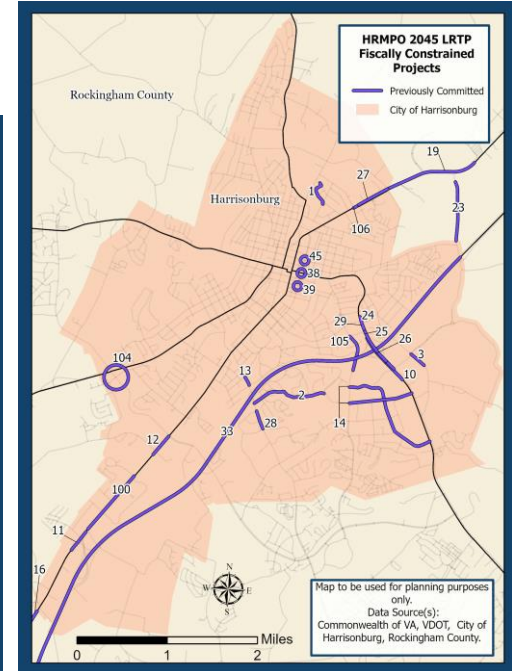 HRMPO 2045 LRTP
Fiscally Constrained
Projects
Previously Committed
City of Harrisonburg
Rockingham County
19
27
1
23
Harrisonburg
106
45
38
39
24
29
25
105
26
3
104
13
10
2
14
28
33
12
100
11
16
N
W E
S
Miles
0 1 2
Map to be used for planning purposes
only.
Data Source(s):
Commonwealth of VA, VDOT, City of
Harrisonburg, Rockingham County.